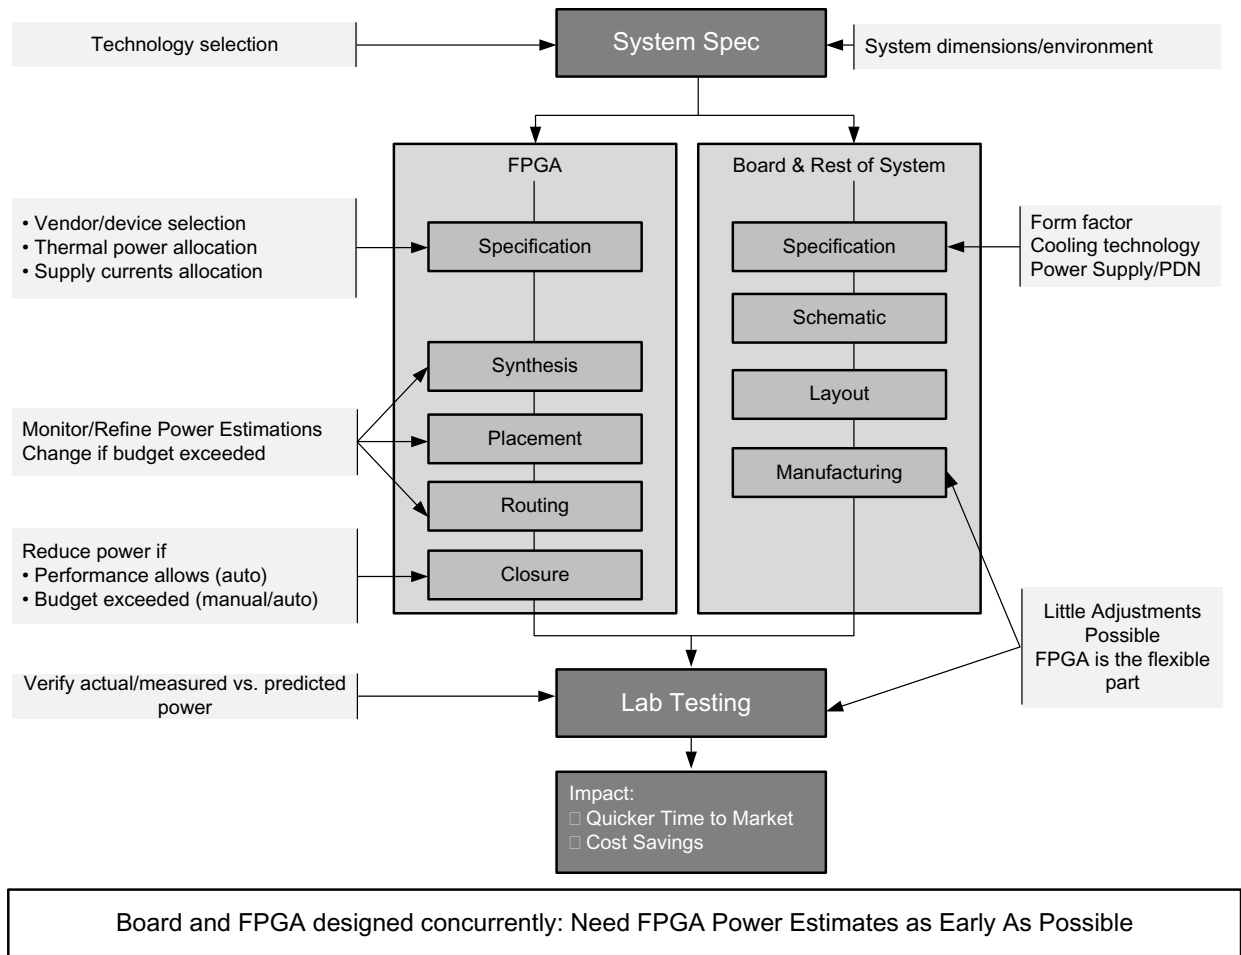 Technology selection
System Spec
System dimensions/environment
FPGA
Board & Rest of System
• Vendor/device selection
• Thermal power allocation
• Supply currents allocation
Specification
Specification
Form factor
Cooling technology
Power Supply/PDN
Schematic
Synthesis
Layout
Monitor/Refine Power Estimations
Change if budget exceeded
Placement
Manufacturing
Routing
Reduce power if
• Performance allows (auto)
• Budget exceeded (manual/auto)
Closure
Little Adjustments
Possible
FPGA is the flexible
part
Verify actual/measured vs. predicted
power
Lab Testing
Impact:
□ Quicker Time to Market
□ Cost Savings
Board and FPGA designed concurrently: Need FPGA Power Estimates as Early As Possible